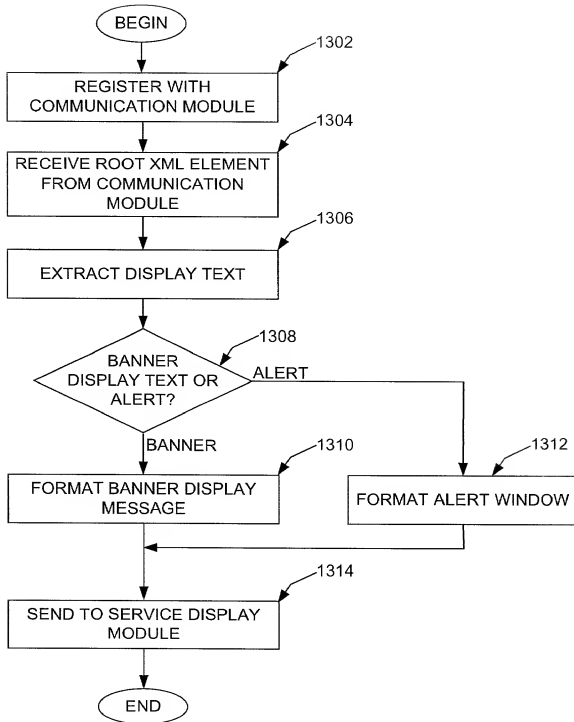 BEGIN
1302
REGISTER WITH
COMMUNICATION MODULE
1304
RECEIVE ROOT XML ELEMENT
FROM COMMUNICATION
MODULE
1306
EXTRACT DISPLAY TEXT
1308
BANNER
DISPLAY TEXT OR
ALERT?
ALERT
BANNER
1310
FORMAT BANNER DISPLAY
MESSAGE
1312
FORMAT ALERT WINDOW
1314
SEND TO SERVICE DISPLAY
MODULE
END